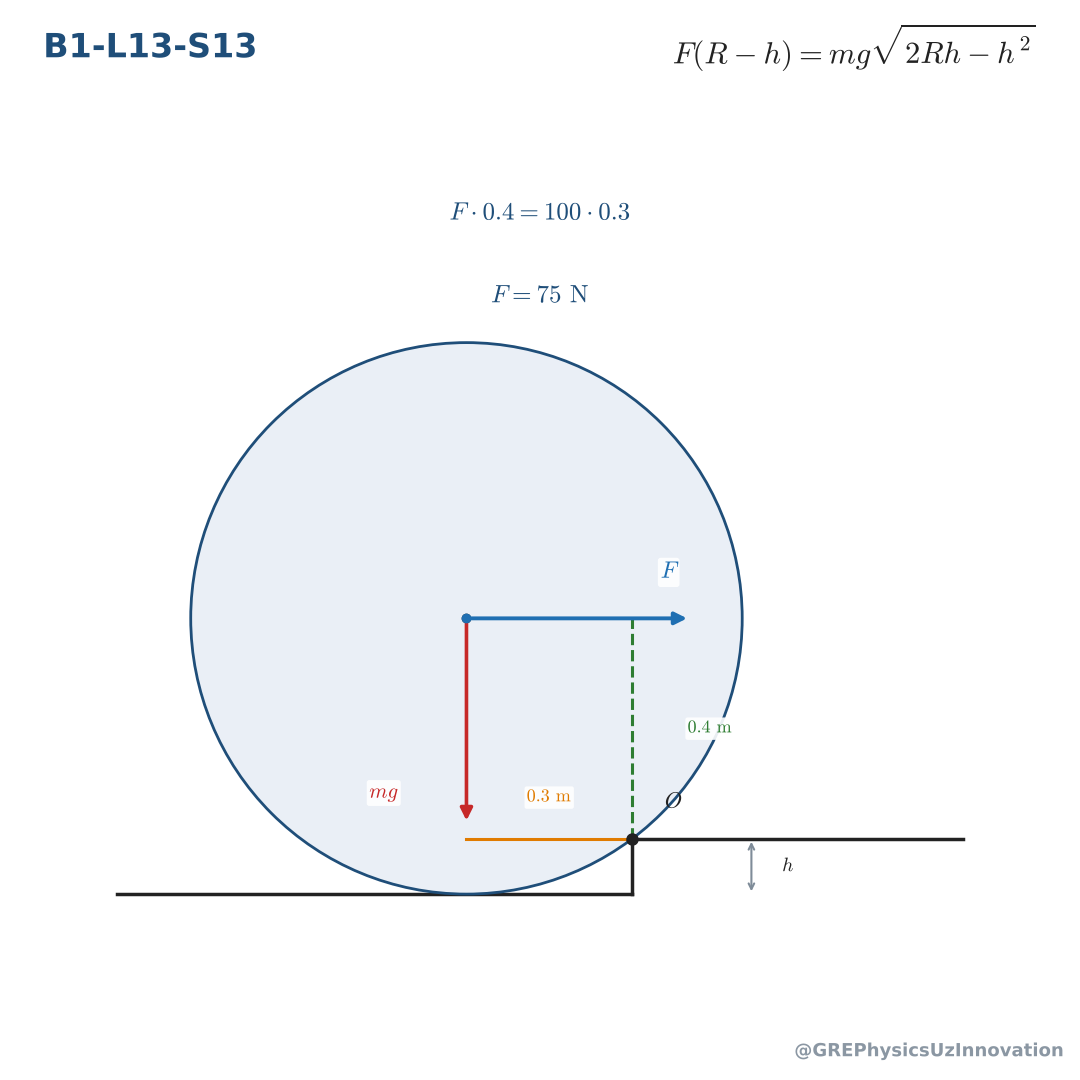 B1-L13-S13
F(R − h) = mg√(2Rh − h²)
F · 0.4 = 100 · 0.3
F = 75 N
F
0.4 m
mg
0.3 m
O
h
@GREPhysicsUzInnovation